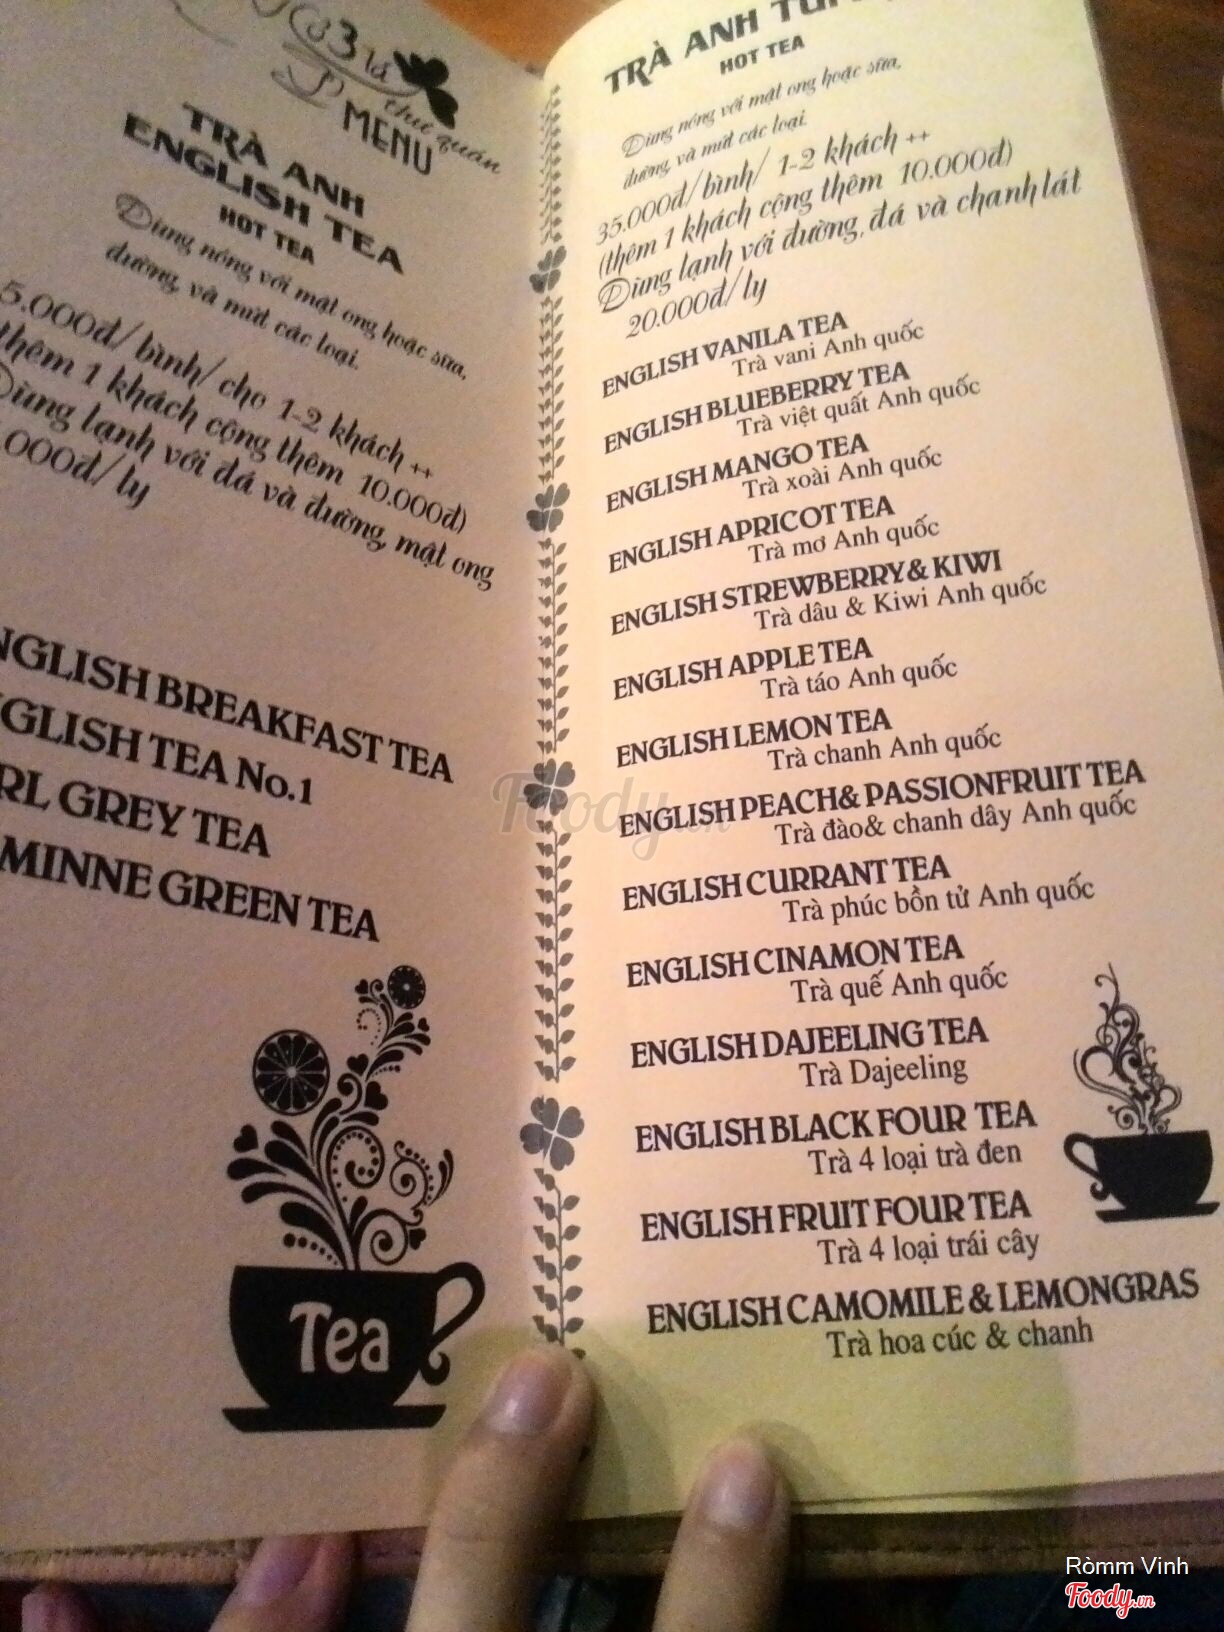 Cỏ 3 lá
thư quán
MENU
TRÀ ANH
ENGLISH TEA
HOT TEA
Dùng nóng với mật ong hoặc sữa,
đường, và mứt các loại.
5.000đ/bình/ cho 1-2 khách ++
thêm 1 khách cộng thêm 10.000đ)
Dùng lạnh với đá và đường, mật ong
.000đ/ly
NGLISH BREAKFAST TEA
GLISH TEA No.1
RL GREY TEA
MINNE GREEN TEA
Tea
TRÀ ANH
HOT TEA
Dùng nóng với mật ong hoặc sữa,
đường, và mứt các loại.
35.000đ/bình/ 1-2 khách ++
(thêm 1 khách cộng thêm 10.000đ)
Dùng lạnh với đường, đá và chanh lát
20.000đ/ly
ENGLISH VANILA TEA
Trà vani Anh quốc
ENGLISH BLUEBERRY TEA
Trà việt quất Anh quốc
ENGLISH MANGO TEA
Trà xoài Anh quốc
ENGLISH APRICOT TEA
Trà mơ Anh quốc
ENGLISH STREWBERRY & KIWI
Trà dâu & Kiwi Anh quốc
ENGLISH APPLE TEA
Trà táo Anh quốc
ENGLISH LEMON TEA
Trà chanh Anh quốc
ENGLISH PEACH& PASSIONFRUIT TEA
Trà đào& chanh dây Anh quốc
ENGLISH CURRANT TEA
Trà phúc bồn tử Anh quốc
ENGLISH CINAMON TEA
Trà quế Anh quốc
ENGLISH DAJEELING TEA
Trà Dajeeling
ENGLISH BLACK FOUR TEA
Trà 4 loại trà đen
ENGLISH FRUIT FOUR TEA
Trà 4 loại trái cây
ENGLISH CAMOMILE & LEMONGRAS
Trà hoa cúc & chanh
Foody.vn
Ròmm Vinh
Foody.vn